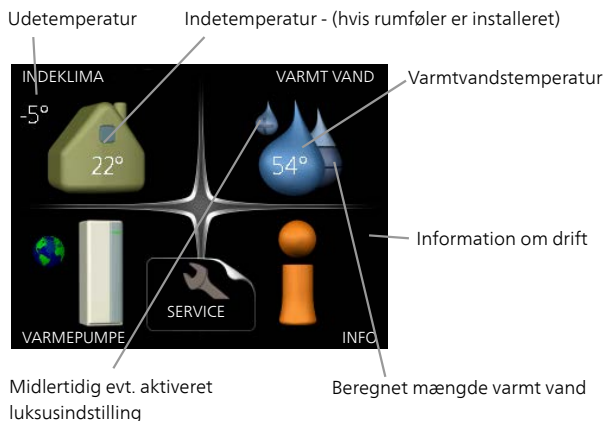 Udetemperatur
Indetemperatur - (hvis rumføler er installeret)
INDEKLIMA
VARMT VAND
Varmtvandstemperatur
-5°
22°
54°
Information om drift
SERVICE
VARMEPUMPE
INFO
Midlertidig evt. aktiveret
luksusindstilling
Beregnet mængde varmt vand